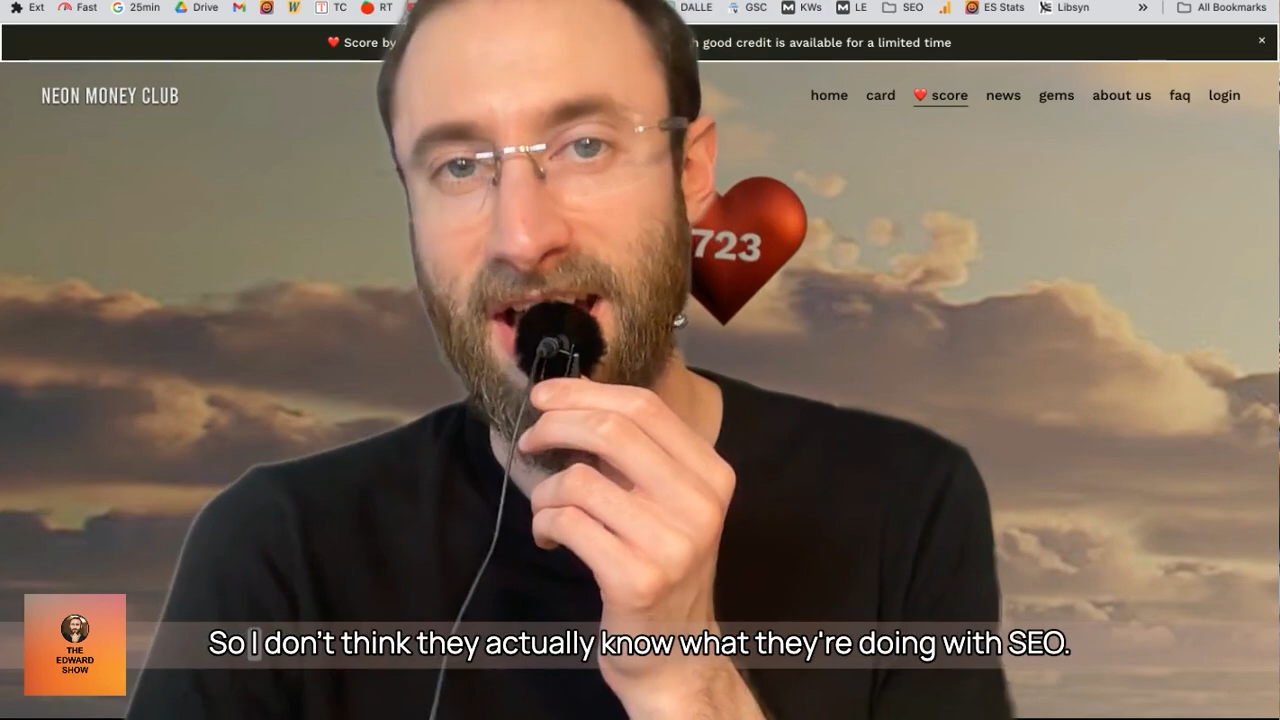 Ext Fast 25min Drive W TC RT DALLE GSC KWs LE SEO ES Stats Libsyn » All Bookmarks
❤️ Score by good credit is available for a limited time ×
NEON MONEY CLUB home card ❤️ score news gems about us faq login
723
So I don't think they actually know what they're doing with SEO.
THE
EDWARD
SHOW